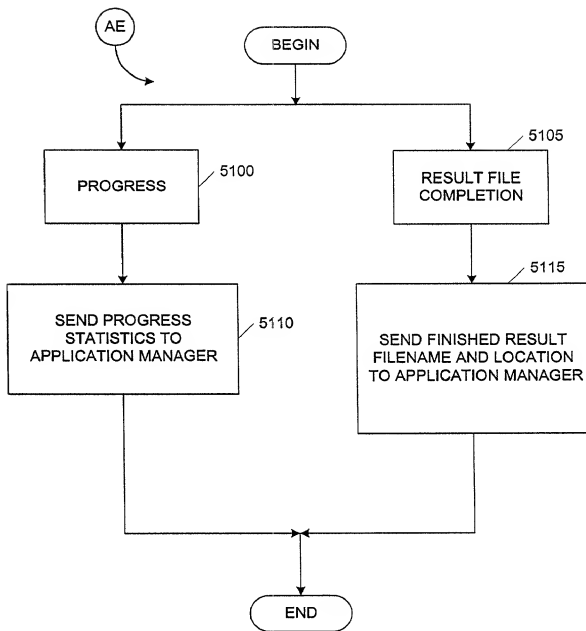 AE
BEGIN
5105
PROGRESS
5100
RESULT FILE
COMPLETION
5115
SEND PROGRESS
STATISTICS TO
APPLICATION MANAGER
5110
SEND FINISHED RESULT
FILENAME AND LOCATION
TO APPLICATION MANAGER
END